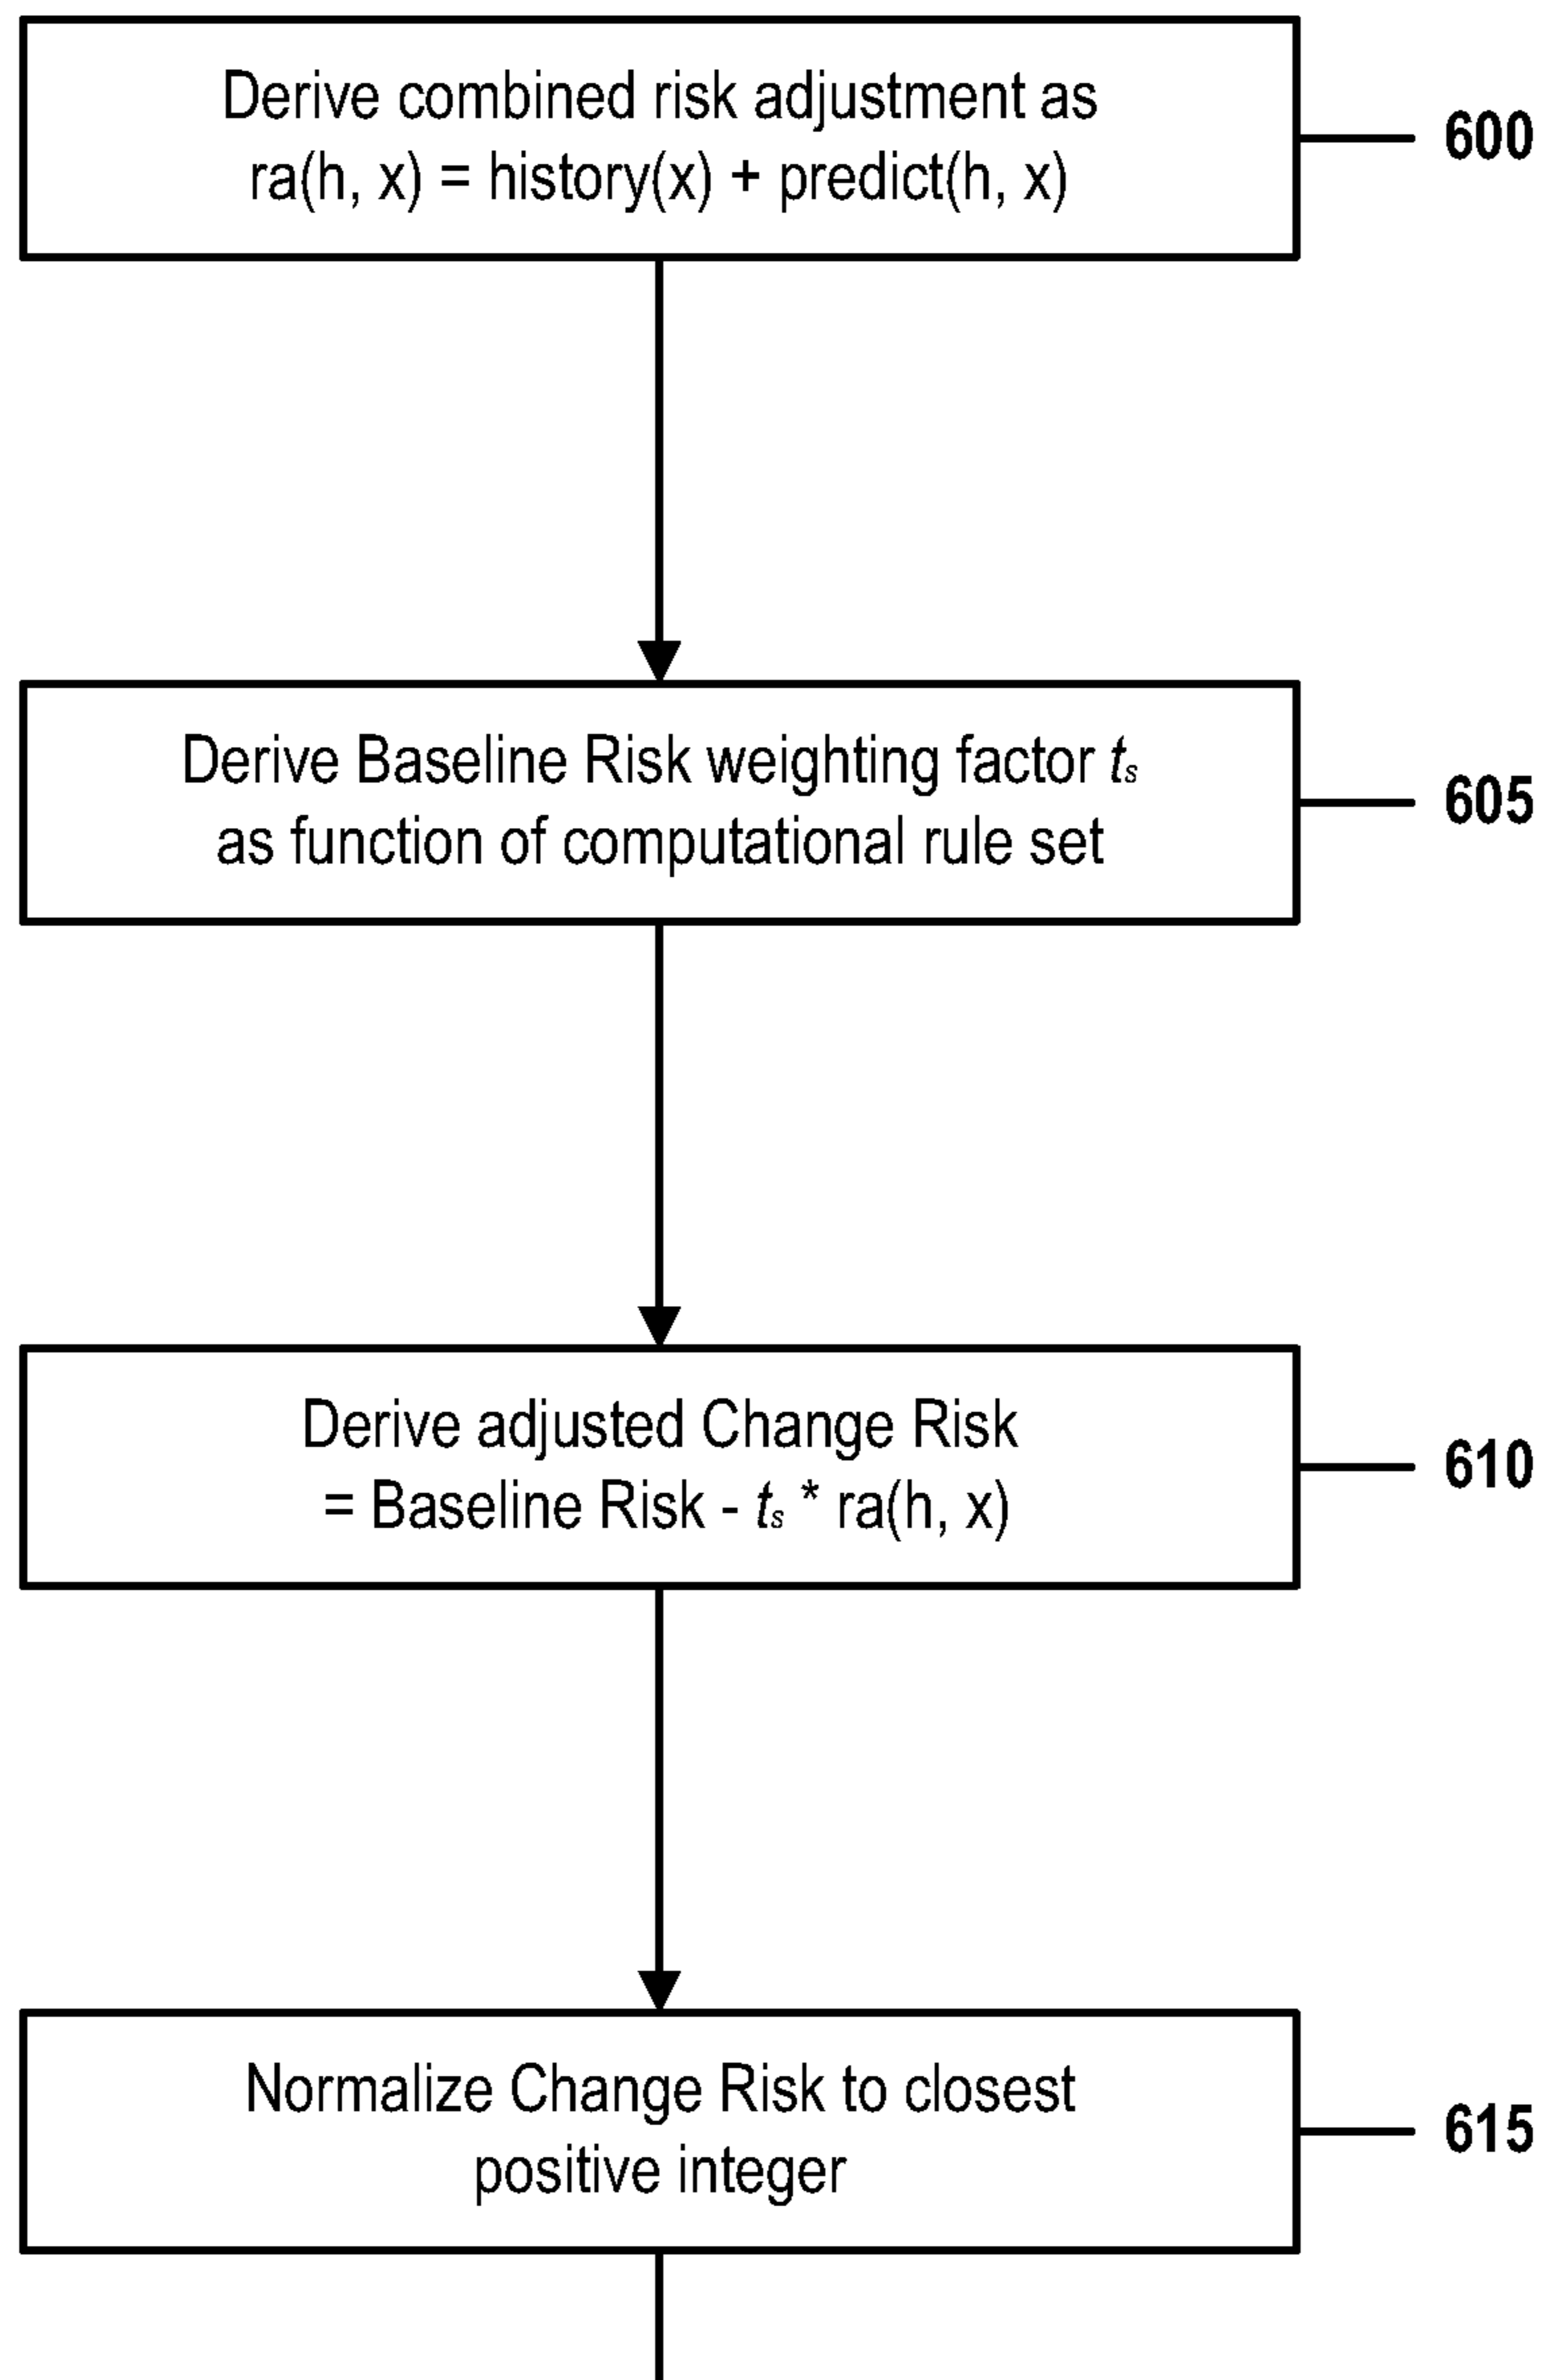 Derive combined risk adjustment as
ra(h, x) = history(x) + predict(h, x)
600
Derive Baseline Risk weighting factor ts
as function of computational rule set
605
Derive adjusted Change Risk
= Baseline Risk - ts * ra(h, x)
610
Normalize Change Risk to closest
positive integer
615